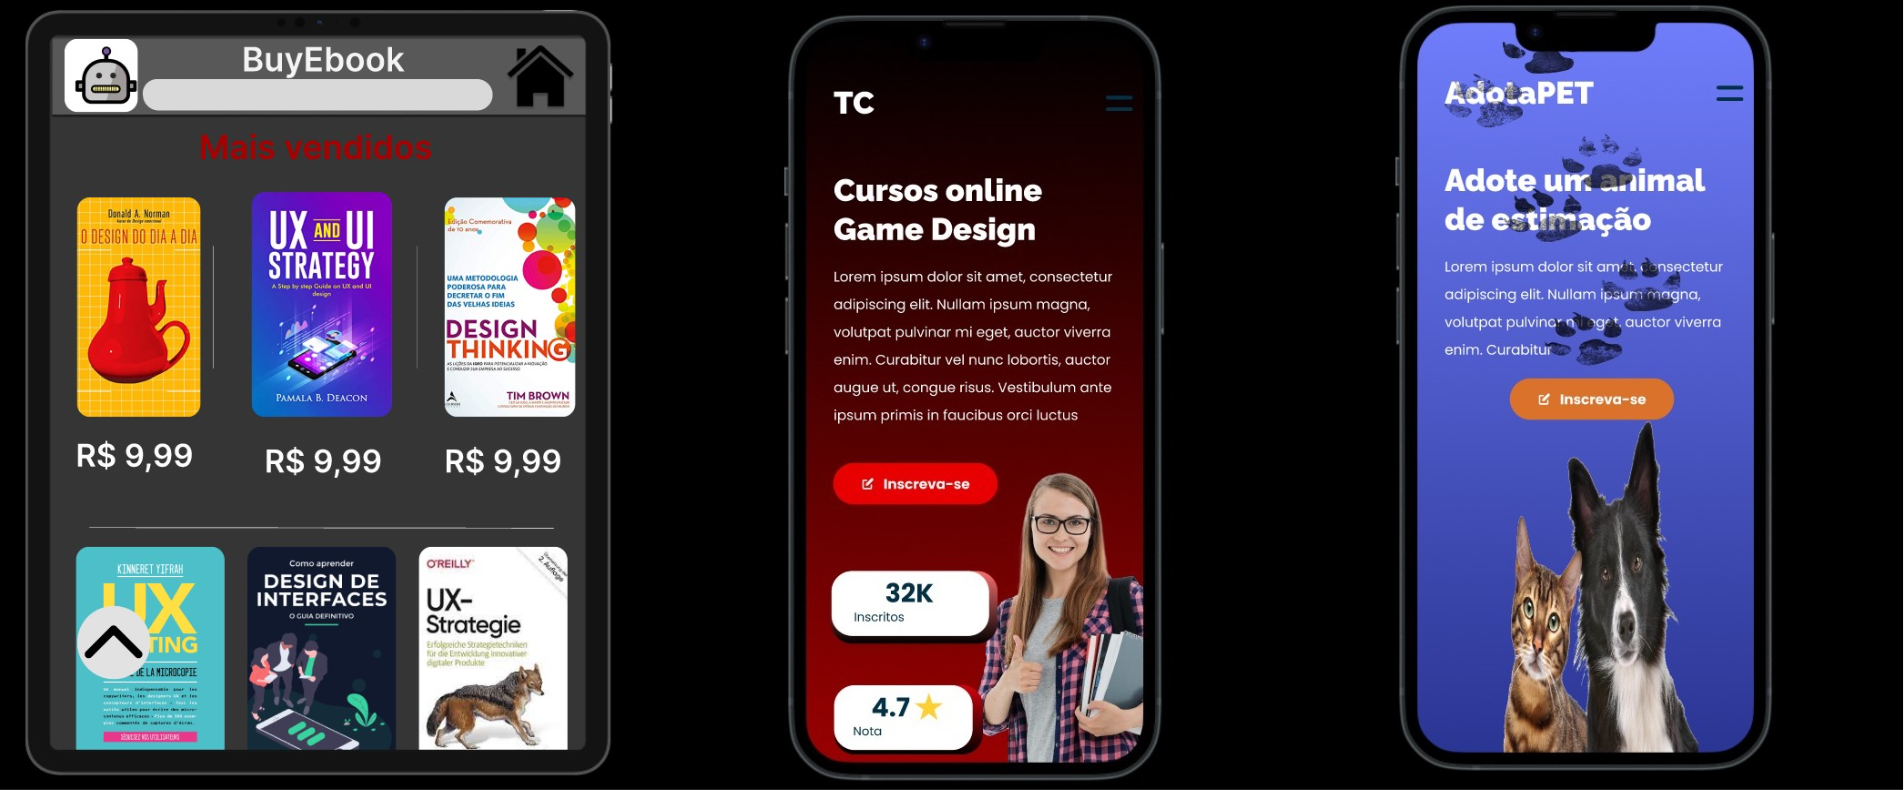 BuyEbook
Mais vendidos
Donald A. Norman
O DESIGN DO DIA A DIA
UX AND UI
STRATEGY
A Step by step Guide on UX and UI
design
PAMALA B. DEACON
Edição Comemorativa
de 10 anos
UMA METODOLOGIA
PODEROSA PARA
DECRETAR O FIM
DAS VELHAS IDEIAS
DESIGN
THINKING
TIM BROWN
R$ 9,99
R$ 9,99
R$ 9,99
KINNERET YIFRAH
UX
TING
DE LA MICROCOPIE
Como aprender
DESIGN DE
INTERFACES
O GUIA DEFINITIVO
O'REILLY
2. Auflage
UX-
Strategie
Erfolgreiche Strategietechniken
für die Entwicklung innovativer
digitaler Produkte
TC
Cursos online
Game Design
Lorem ipsum dolor sit amet, consectetur
adipiscing elit. Nullam ipsum magna,
volutpat pulvinar mi eget, auctor viverra
enim. Curabitur vel nunc lobortis, auctor
augue ut, congue risus. Vestibulum ante
ipsum primis in faucibus orci luctus
Inscreva-se
32K
Inscritos
4.7
Nota
AdotaPET
Adote um animal
de estimação
Lorem ipsum dolor sit amet, consectetur
adipiscing elit. Nullam ipsum magna,
volutpat pulvinar mi eget, auctor viverra
enim. Curabitur
Inscreva-se